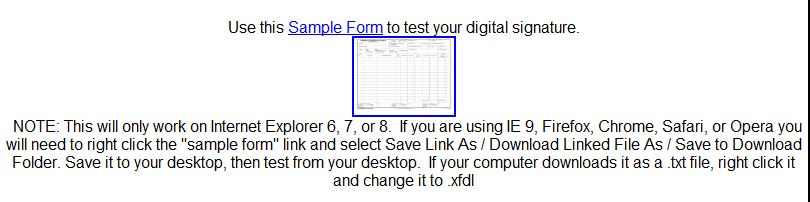 Use this Sample Form to test your digital signature.
NOTE: This will only work on Internet Explorer 6, 7, or 8.  If you are using IE 9, Firefox, Chrome, Safari, or Opera you
will need to right click the "sample form" link and select Save Link As / Download Linked File As / Save to Download
Folder. Save it to your desktop, then test from your desktop.  If your computer downloads it as a .txt file, right click it
and change it to .xfdl